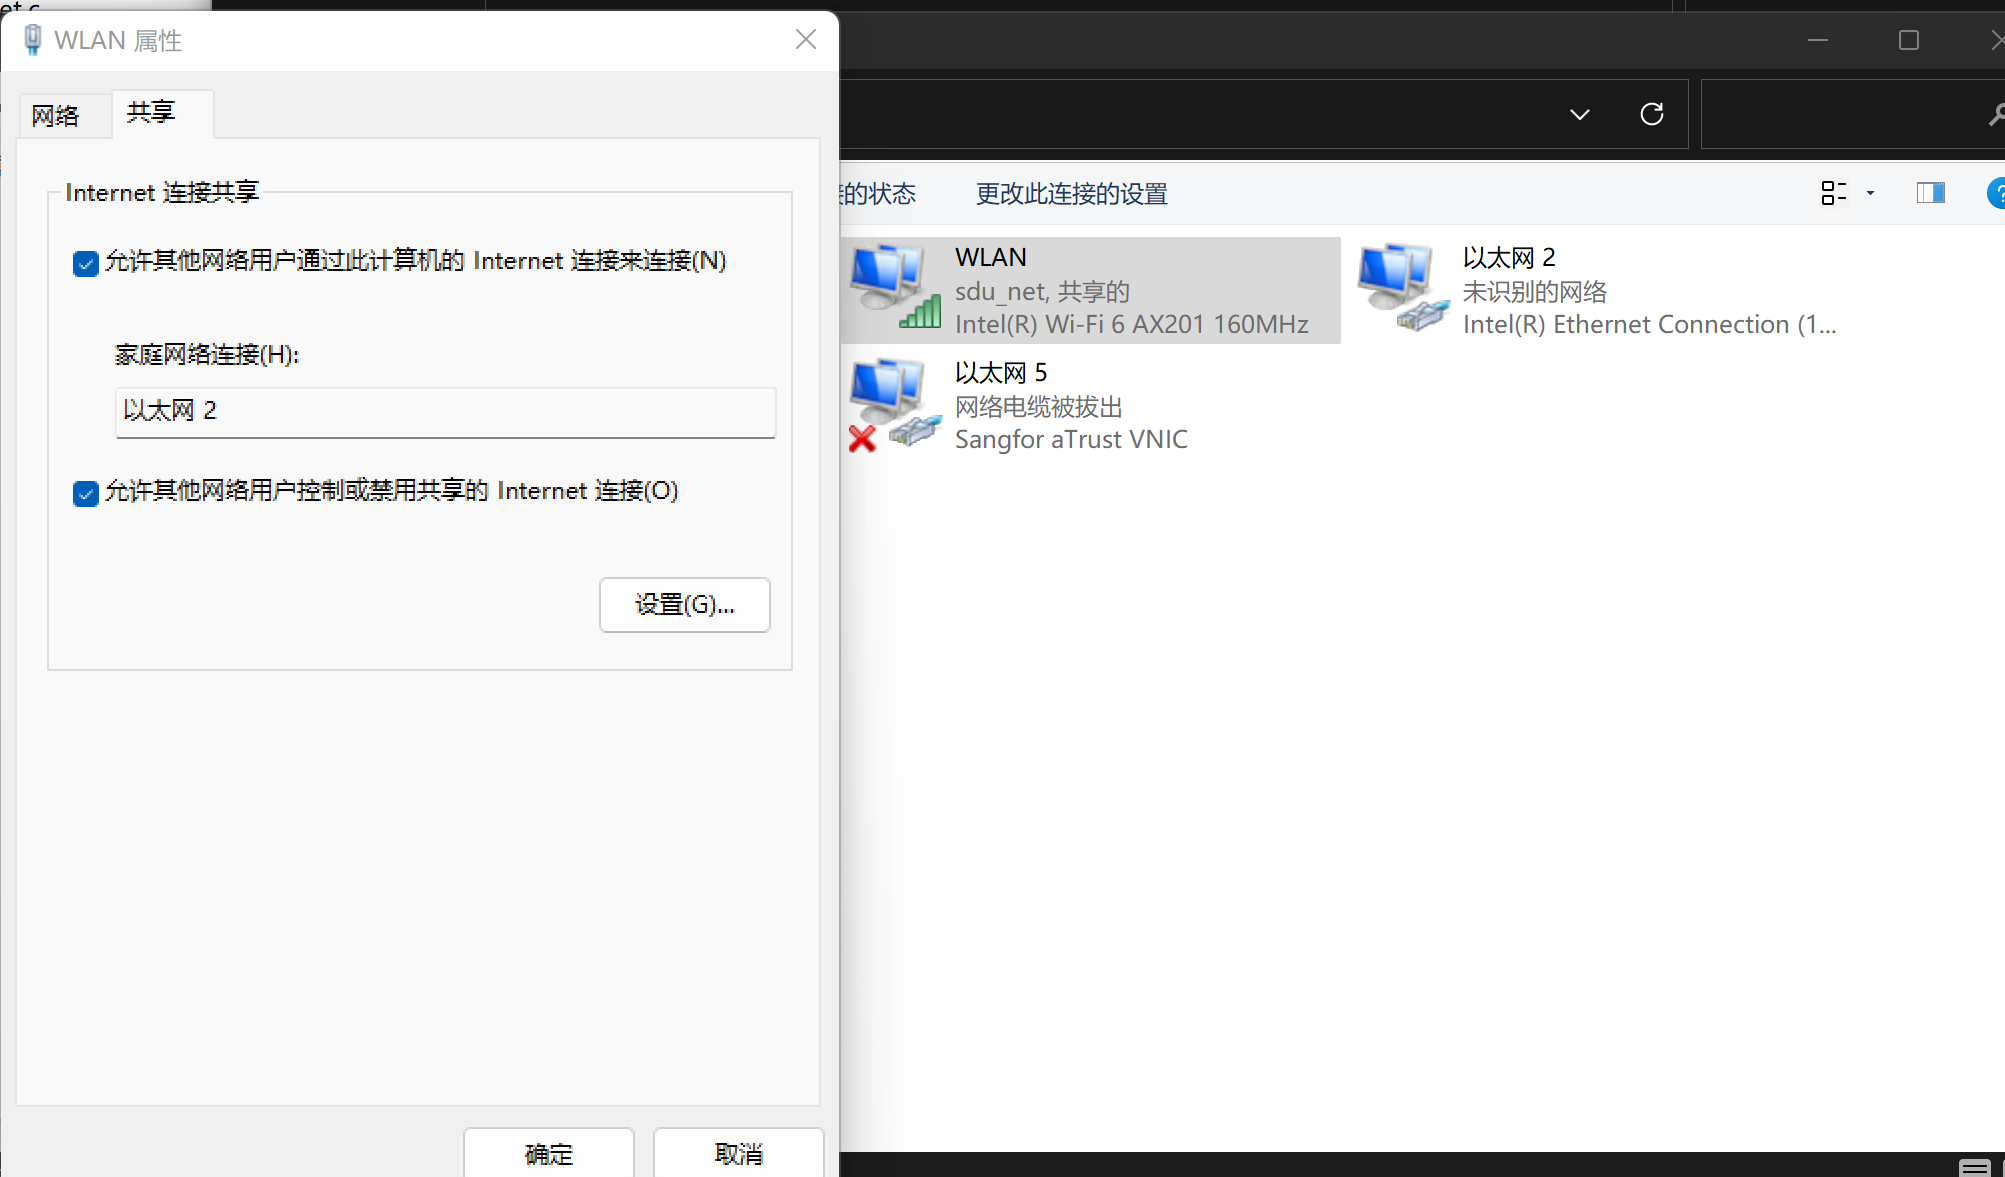 WLAN 属性
网络
共享
Internet 连接共享
允许其他网络用户通过此计算机的 Internet 连接来连接(N)
家庭网络连接(H):
以太网 2
允许其他网络用户控制或禁用共享的 Internet 连接(O)
设置(G)...
确定
取消
的状态
更改此连接的设置
WLAN
sdu_net, 共享的
Intel(R) Wi-Fi 6 AX201 160MHz
以太网 2
未识别的网络
Intel(R) Ethernet Connection (1...
以太网 5
网络电缆被拔出
Sangfor aTrust VNIC